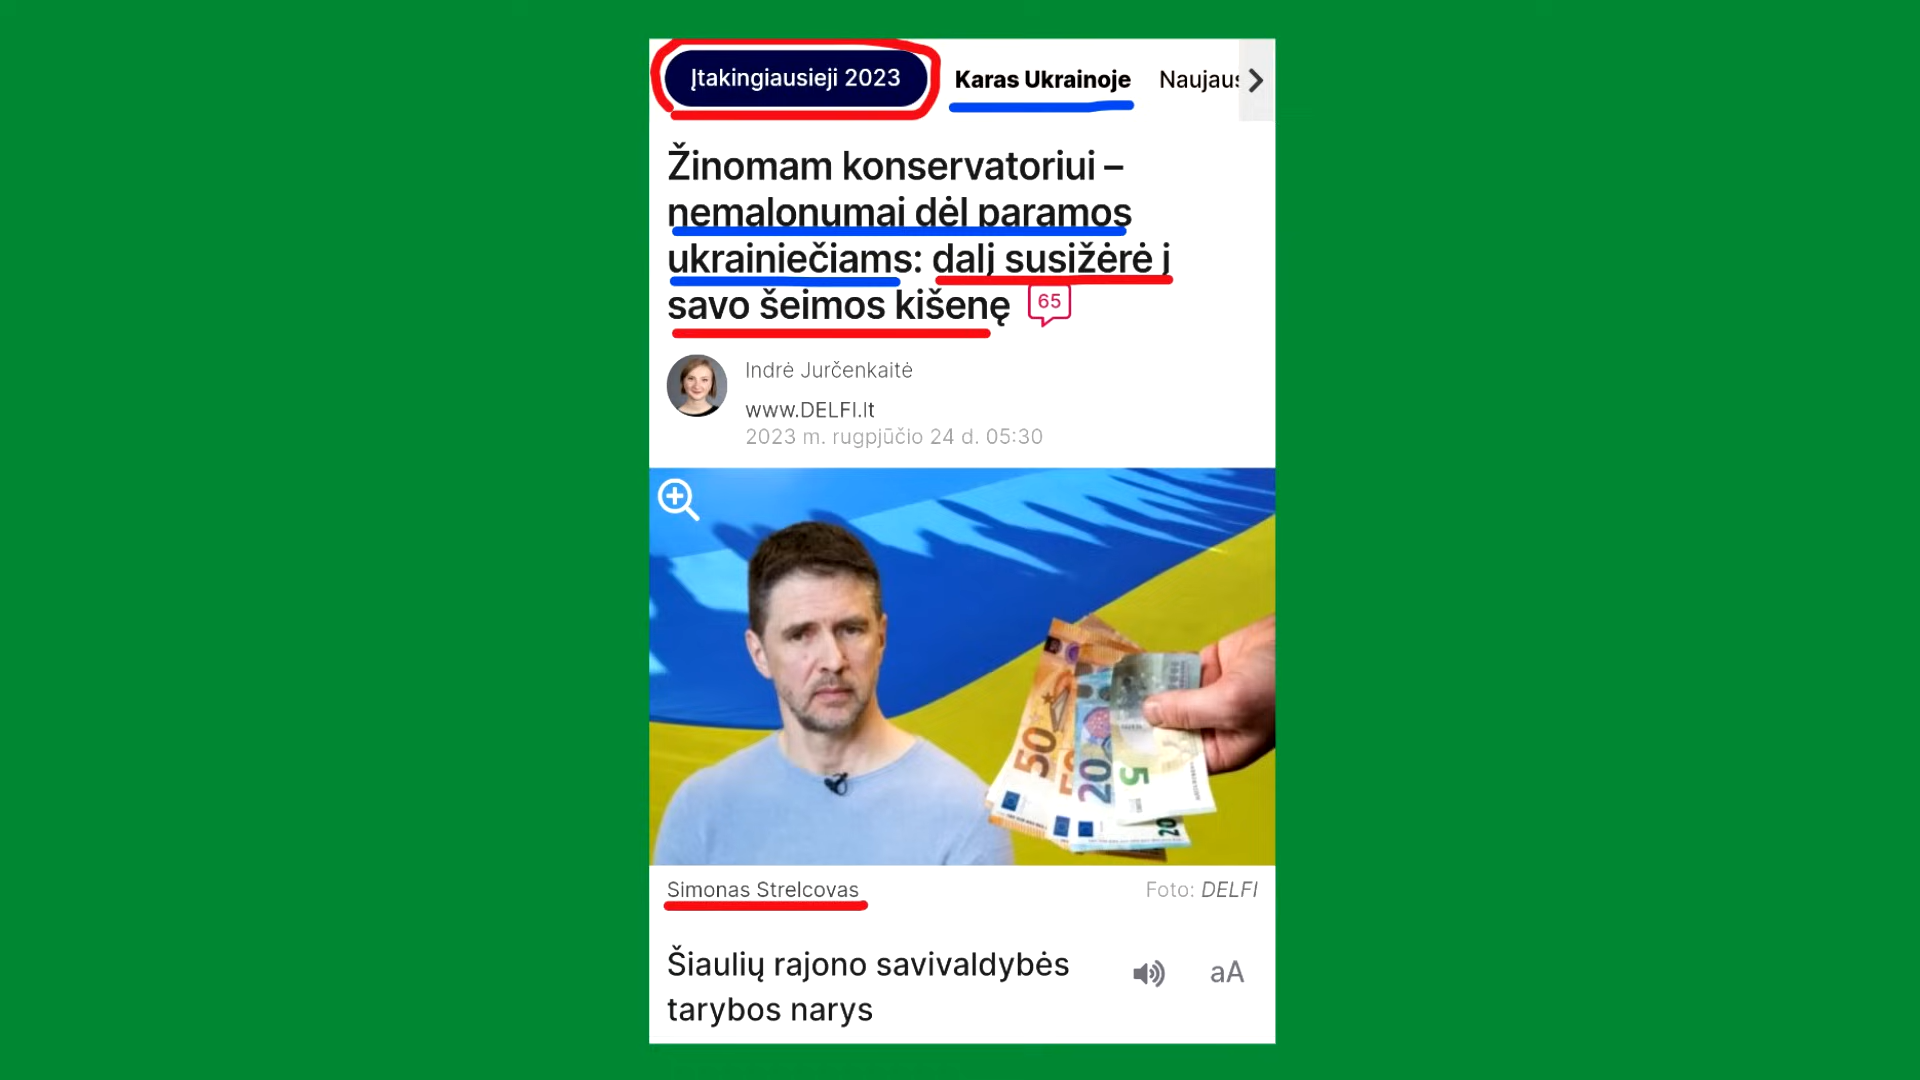 Įtakingiausieji 2023 Karas Ukrainoje Naujaus
Žinomam konservatoriui –
nemalonumai dėl paramos
ukrainiečiams: dalį susižėrė į
savo šeimos kišenę 65
Indrė Jurčenkaitė
www.DELFI.lt
2023 m. rugpjūčio 24 d. 05:30
50 20 5
20
Simonas Strelcovas Foto: DELFI
Šiaulių rajono savivaldybės aA
tarybos narys